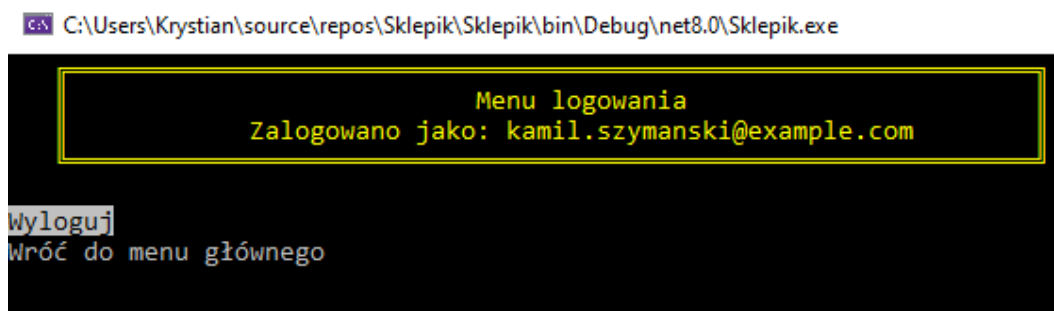 C:\Users\Krystian\source\repos\Sklepik\Sklepik\bin\Debug\net8.0\Sklepik.exe
Menu logowania
Zalogowano jako: kamil.szymanski@example.com
Wyloguj
Wróć do menu głównego